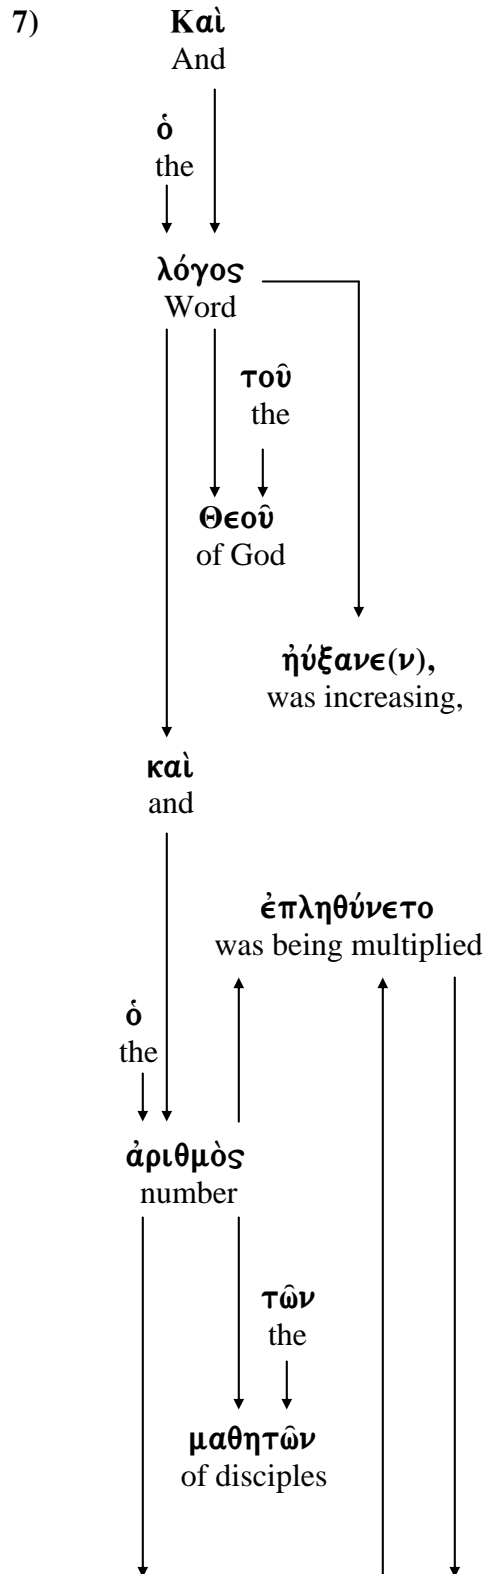 7) Καὶ
And
ὁ
the
λόγος
Word
τοῦ
the
Θεοῦ
of God
ηὐξανε(ν),
was increasing,
καὶ
and
ἐπληθύνετο
was being multiplied
ὁ
the
ἀριθμὸς
number
τῶν
the
μαθητῶν
of disciples